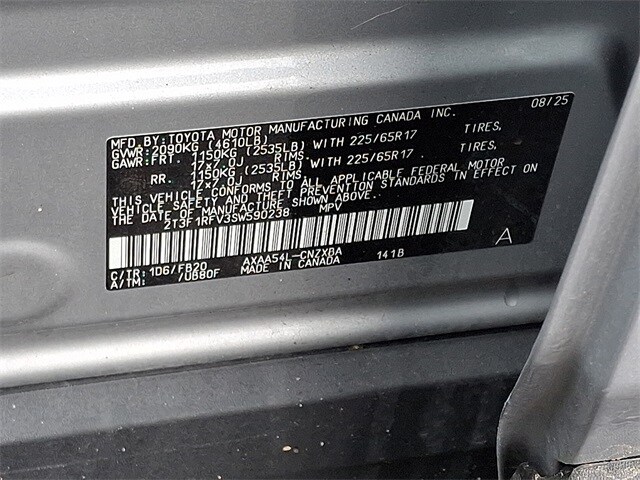 MFD. BY: TOYOTA MOTOR MANUFACTURING CANADA INC. 08/25
GVWR: 2090KG (4610LB)
GAWR: FRT. 1150KG (2535LB) WITH 225/65R17 TIRES,
17x7.0J RIMS.
RR. 1150KG (2535LB) WITH 225/65R17 TIRES,
17x7.0J RIMS.
THIS VEHICLE CONFORMS TO ALL APPLICABLE FEDERAL MOTOR
VEHICLE SAFETY AND THEFT PREVENTION STANDARDS IN EFFECT
ON THE DATE OF MANUFACTURE SHOWN ABOVE.
2T3F1RFV3SW590238 MPV
C/TR: 1D6/FB20 AXAA54L-CNZXBA 141B
A/TM: /UB80F MADE IN CANADA
A